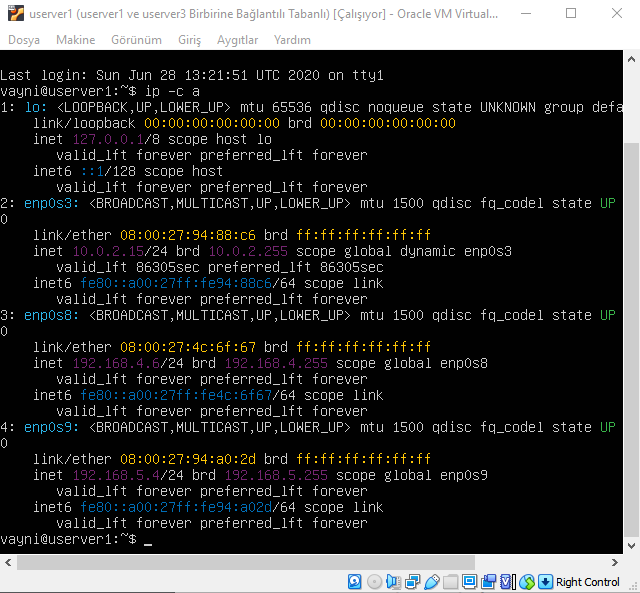 userver1 (userver1 ve userver3 Birbirine Bağlantılı Tabanlı) [Çalışıyor] - Oracle VM Virtual...
Dosya Makine Görünüm Giriş Aygıtlar Yardım
Last login: Sun Jun 28 13:21:51 UTC 2020 on tty1
vayni@userver1:~$ ip -c a
1: lo: <LOOPBACK,UP,LOWER_UP> mtu 65536 qdisc noqueue state UNKNOWN group defa
link/loopback 00:00:00:00:00:00 brd 00:00:00:00:00:00
inet 127.0.0.1/8 scope host lo
valid_lft forever preferred_lft forever
inet6 ::1/128 scope host
valid_lft forever preferred_lft forever
2: enp0s3: <BROADCAST,MULTICAST,UP,LOWER_UP> mtu 1500 qdisc fq_codel state UP
0
link/ether 08:00:27:94:88:c6 brd ff:ff:ff:ff:ff:ff
inet 10.0.2.15/24 brd 10.0.2.255 scope global dynamic enp0s3
valid_lft 86305sec preferred_lft 86305sec
inet6 fe80::a00:27ff:fe94:88c6/64 scope link
valid_lft forever preferred_lft forever
3: enp0s8: <BROADCAST,MULTICAST,UP,LOWER_UP> mtu 1500 qdisc fq_codel state UP
0
link/ether 08:00:27:4c:6f:67 brd ff:ff:ff:ff:ff:ff
inet 192.168.4.6/24 brd 192.168.4.255 scope global enp0s8
valid_lft forever preferred_lft forever
inet6 fe80::a00:27ff:fe4c:6f67/64 scope link
valid_lft forever preferred_lft forever
4: enp0s9: <BROADCAST,MULTICAST,UP,LOWER_UP> mtu 1500 qdisc fq_codel state UP
0
link/ether 08:00:27:94:a0:2d brd ff:ff:ff:ff:ff:ff
inet 192.168.5.4/24 brd 192.168.5.255 scope global enp0s9
valid_lft forever preferred_lft forever
inet6 fe80::a00:27ff:fe94:a02d/64 scope link
valid_lft forever preferred_lft forever
vayni@userver1:~$ _
Right Control